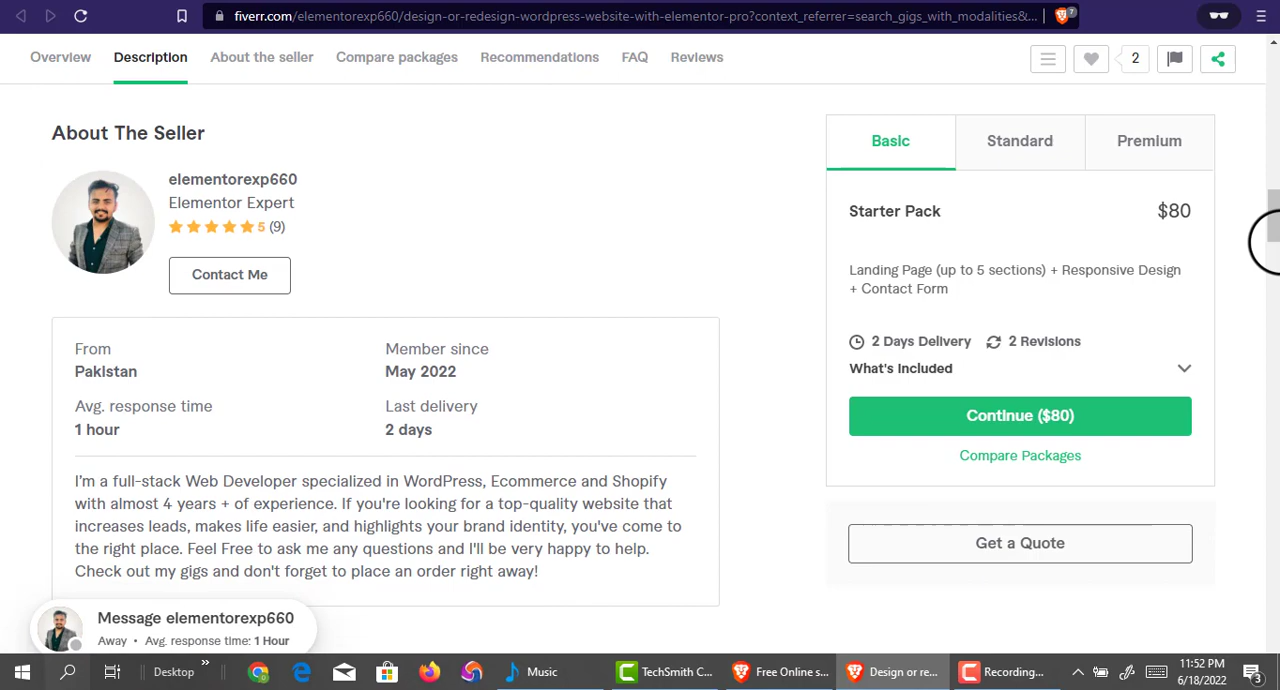 fiverr.com/elementorexp660/design-or-redesign-wordpress-website-with-elementor-pro?context_referrer=search_gigs_with_modalities&...
7
Overview
Description
About the seller
Compare packages
Recommendations
FAQ
Reviews
2
About The Seller
elementorexp660
Elementor Expert
5 (9)
Contact Me
From
Pakistan
Member since
May 2022
Avg. response time
1 hour
Last delivery
2 days
I'm a full-stack Web Developer specialized in WordPress, Ecommerce and Shopify
with almost 4 years + of experience. If you're looking for a top-quality website that
increases leads, makes life easier, and highlights your brand identity, you've come to
the right place. Feel Free to ask me any questions and I'll be very happy to help.
Check out my gigs and don't forget to place an order right away!
Basic
Standard
Premium
Starter Pack
$80
Landing Page (up to 5 sections) + Responsive Design
+ Contact Form
2 Days Delivery
2 Revisions
What's Included
Continue ($80)
Compare Packages
Get a Quote
Message elementorexp660
Away • Avg. response time: 1 Hour
Desktop
»
Music
TechSmith C...
Free Online s...
Design or re...
Recording...
11:52 PM
6/18/2022
3